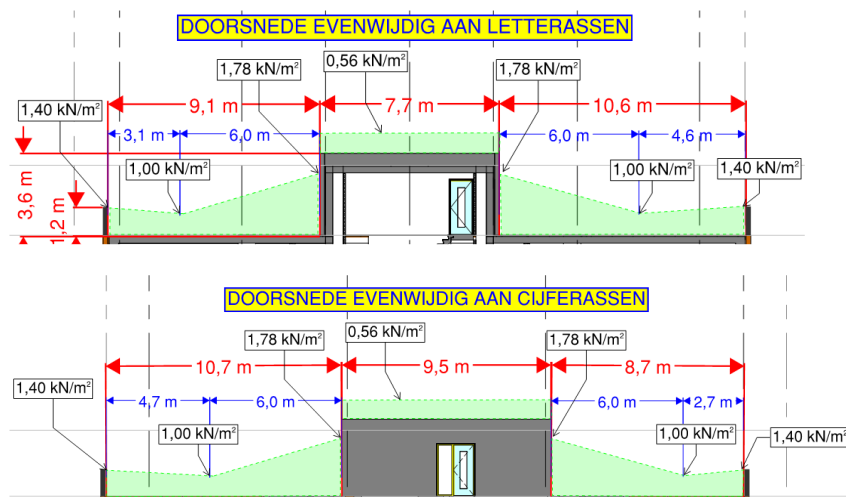 DOORSNEDE EVENWIJDIG AAN LETTERASSEN
0,56 kN/m²
1,78 kN/m²
1,78 kN/m²
1,40 kN/m²
9,1 m
7,7 m
10,6 m
3,1 m
6,0 m
6,0 m
4,6 m
1,00 kN/m²
1,00 kN/m²
1,40 kN/m²
3,6 m
1,2 m
DOORSNEDE EVENWIJDIG AAN CIJFERASSEN
1,78 kN/m²
0,56 kN/m²
1,78 kN/m²
10,7 m
9,5 m
8,7 m
1,40 kN/m²
4,7 m
6,0 m
6,0 m
2,7 m
1,00 kN/m²
1,00 kN/m²
1,40 kN/m²